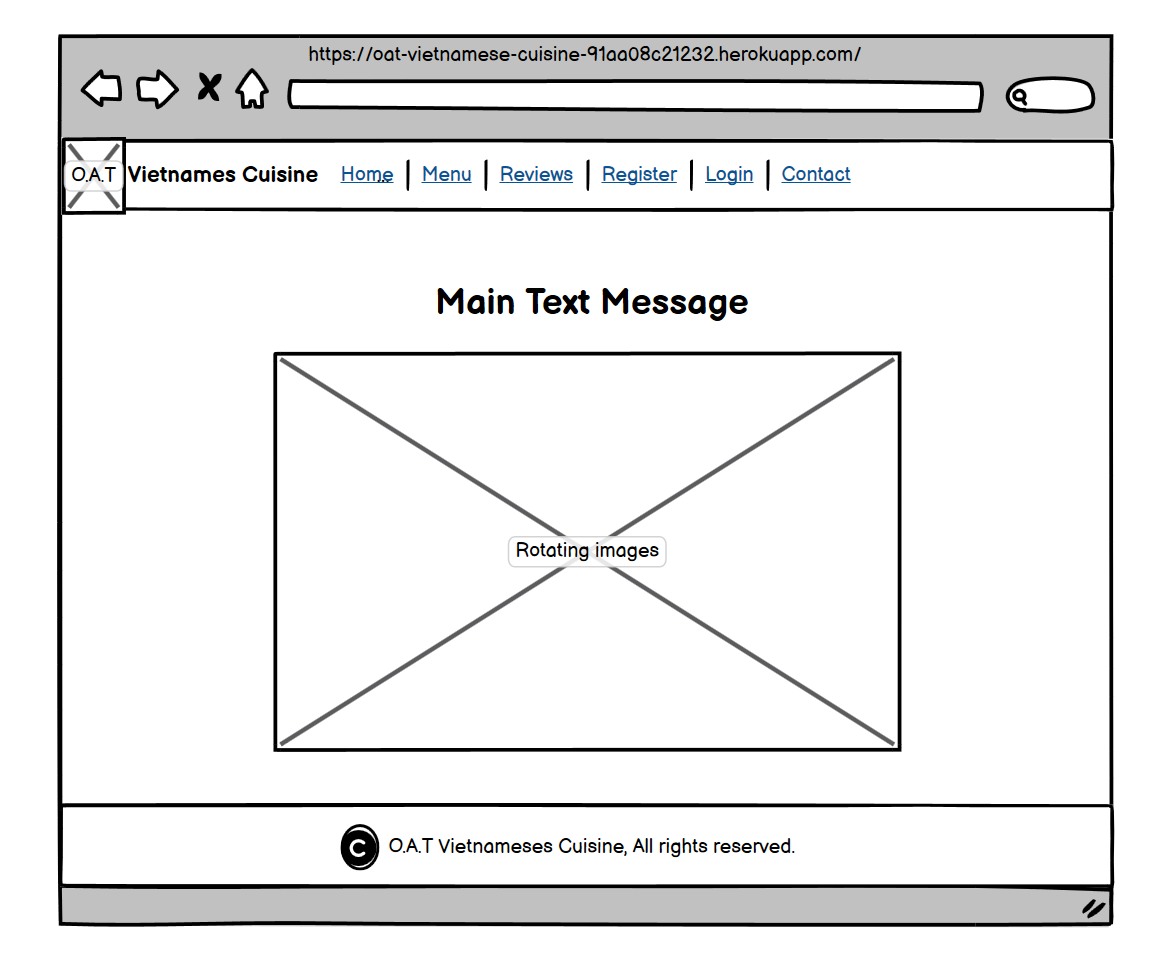 https://oat-vietnamese-cuisine-91aa08c21232.herokuapp.com/
O.A.T Vietnames Cuisine Home Menu Reviews Register Login Contact
Main Text Message
Rotating images
C O.A.T Vietnameses Cuisine, All rights reserved.